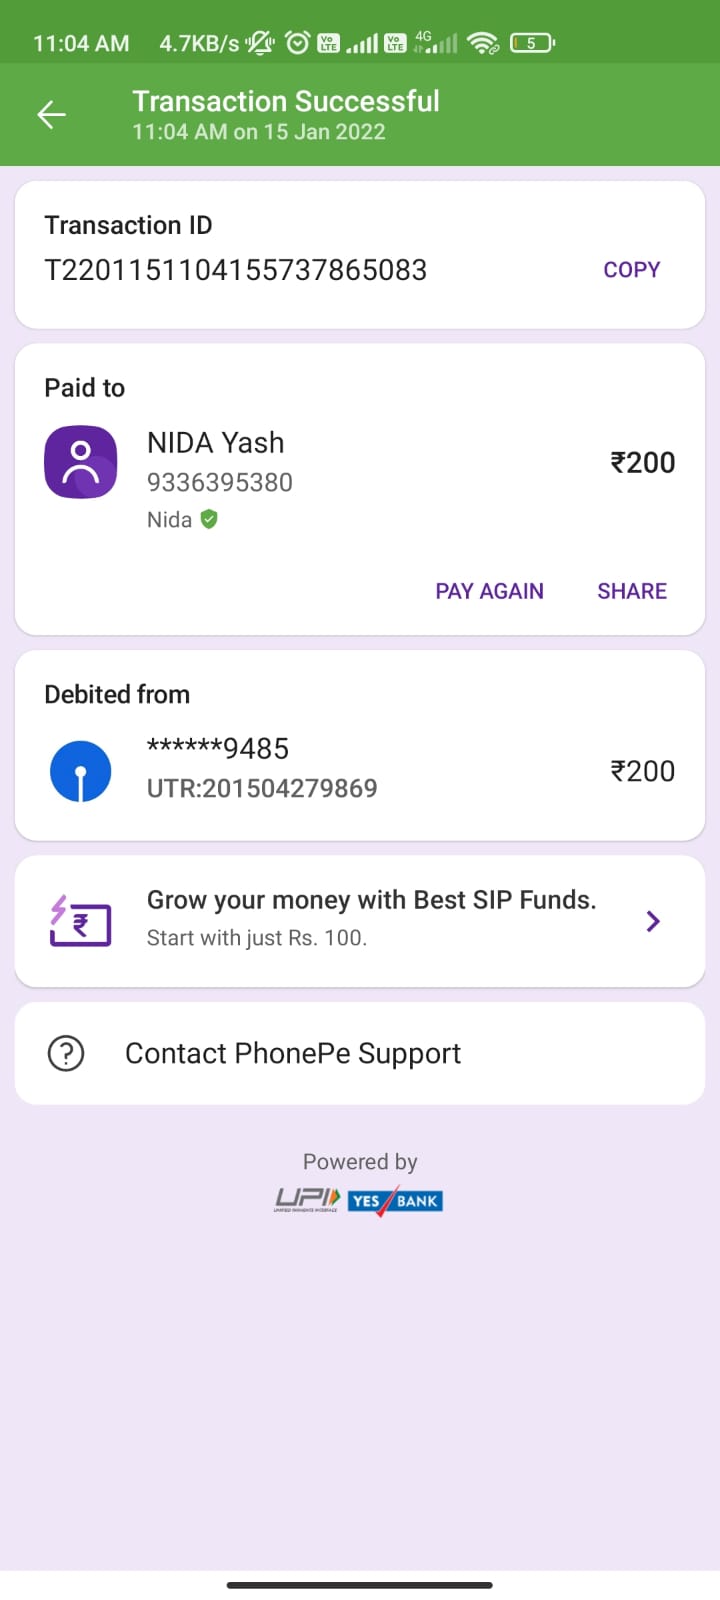 11:04 AM 4.7KB/s Vo LTE Vo LTE 4G 5
Transaction Successful
11:04 AM on 15 Jan 2022
Transaction ID
T2201151104155737865083 COPY
Paid to
NIDA Yash
9336395380
₹200
Nida
PAY AGAIN SHARE
Debited from
******9485
UTR:201504279869
₹200
Grow your money with Best SIP Funds.
Start with just Rs. 100.
Contact PhonePe Support
Powered by
UPI YES BANK
UNIFIED PAYMENTS INTERFACE